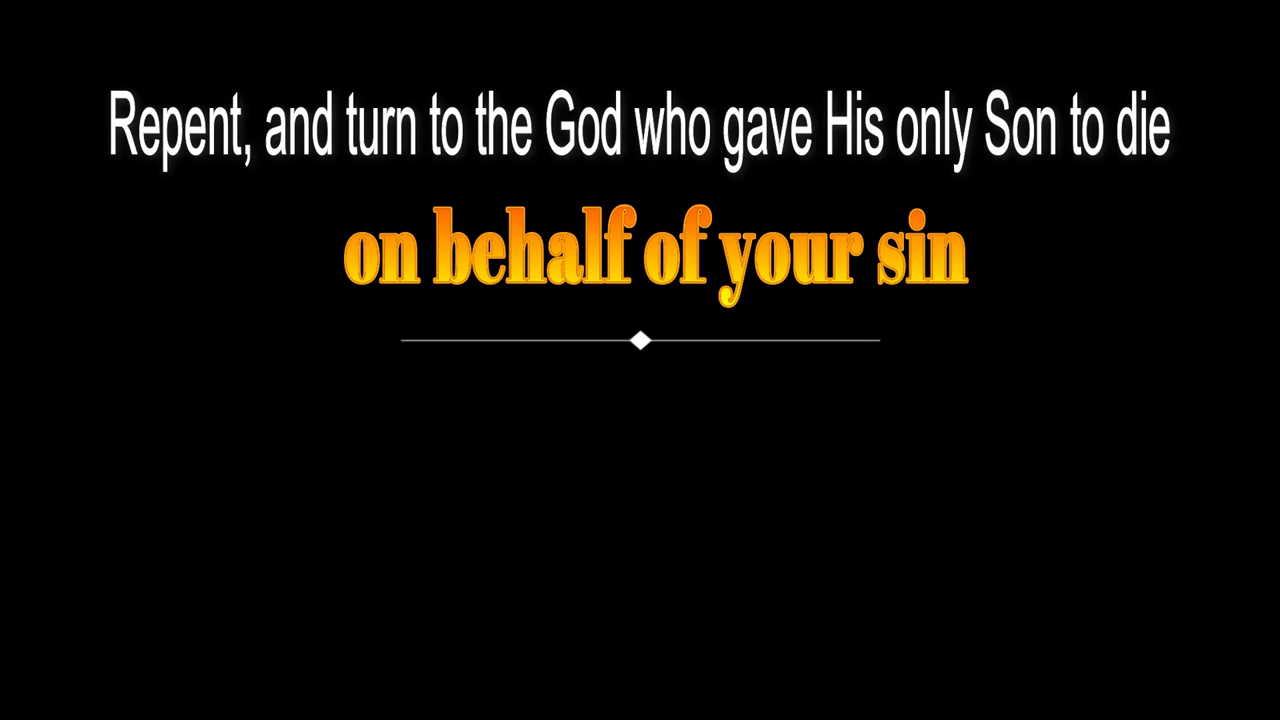 Repent, and turn to the God who gave His only Son to die
on behalf of your sin